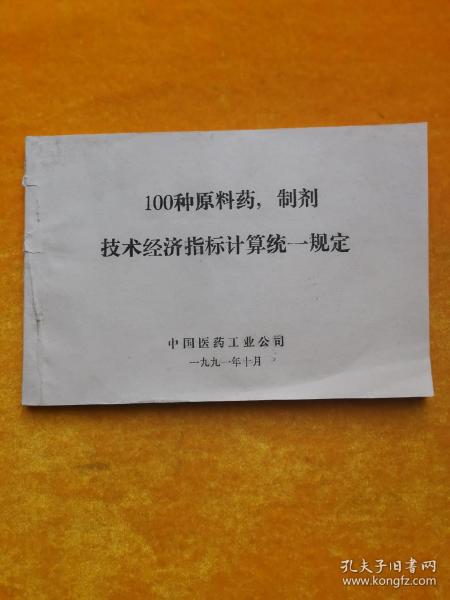 100种原料药，制剂
技术经济指标计算统一规定
中国医药工业公司
一九九一年十月
孔夫子旧书网
www.kongfz.com